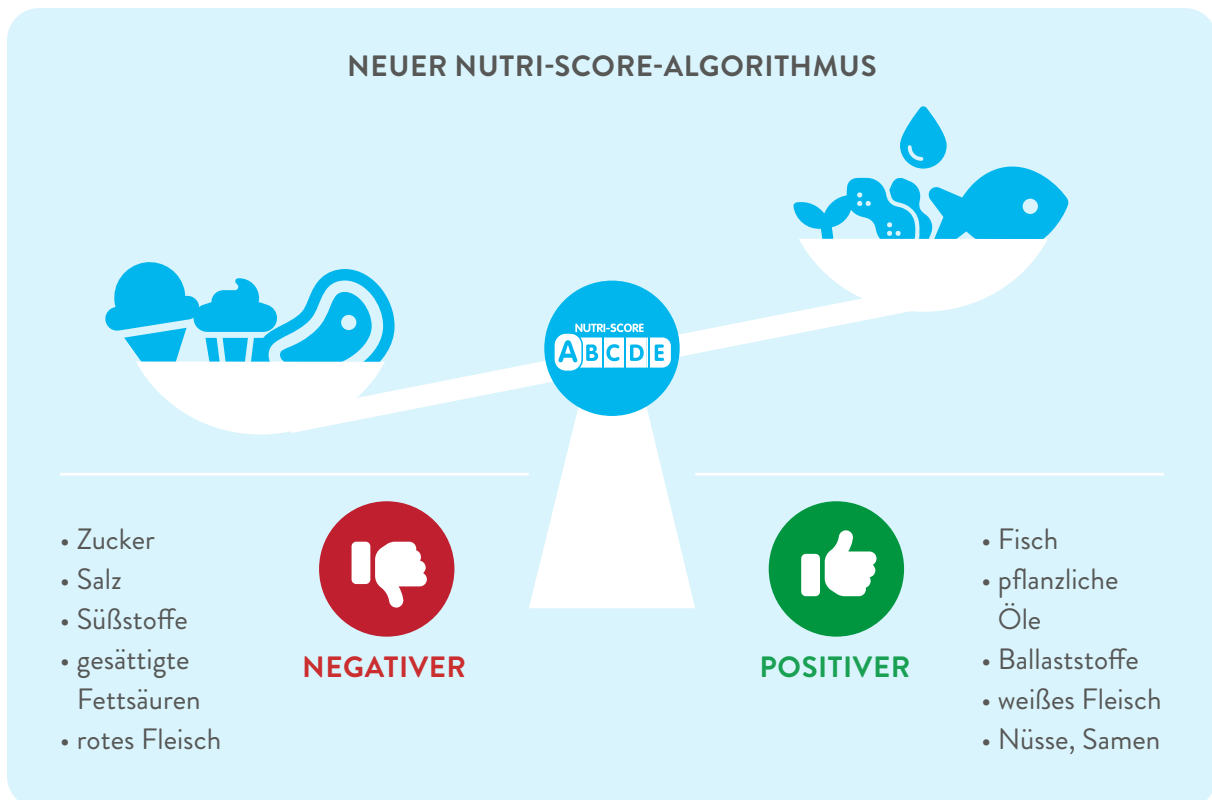 NEUER NUTRI-SCORE-ALGORITHMUS
NUTRI-SCORE
ABCDE
• Zucker
• Salz
• Süßstoffe
• gesättigte
Fettsäuren
• rotes Fleisch
NEGATIVER
POSITIVER
• Fisch
• pflanzliche
Öle
• Ballaststoffe
• weißes Fleisch
• Nüsse, Samen